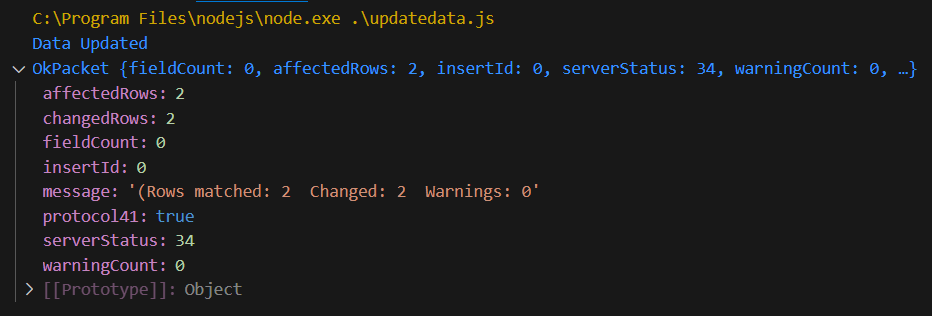 C:\Program Files\nodejs\node.exe .\updatedata.js
Data Updated
OkPacket {fieldCount: 0, affectedRows: 2, insertId: 0, serverStatus: 34, warningCount: 0, …}
affectedRows: 2
changedRows: 2
fieldCount: 0
insertId: 0
message: '(Rows matched: 2  Changed: 2  Warnings: 0'
protocol41: true
serverStatus: 34
warningCount: 0
[[Prototype]]: Object